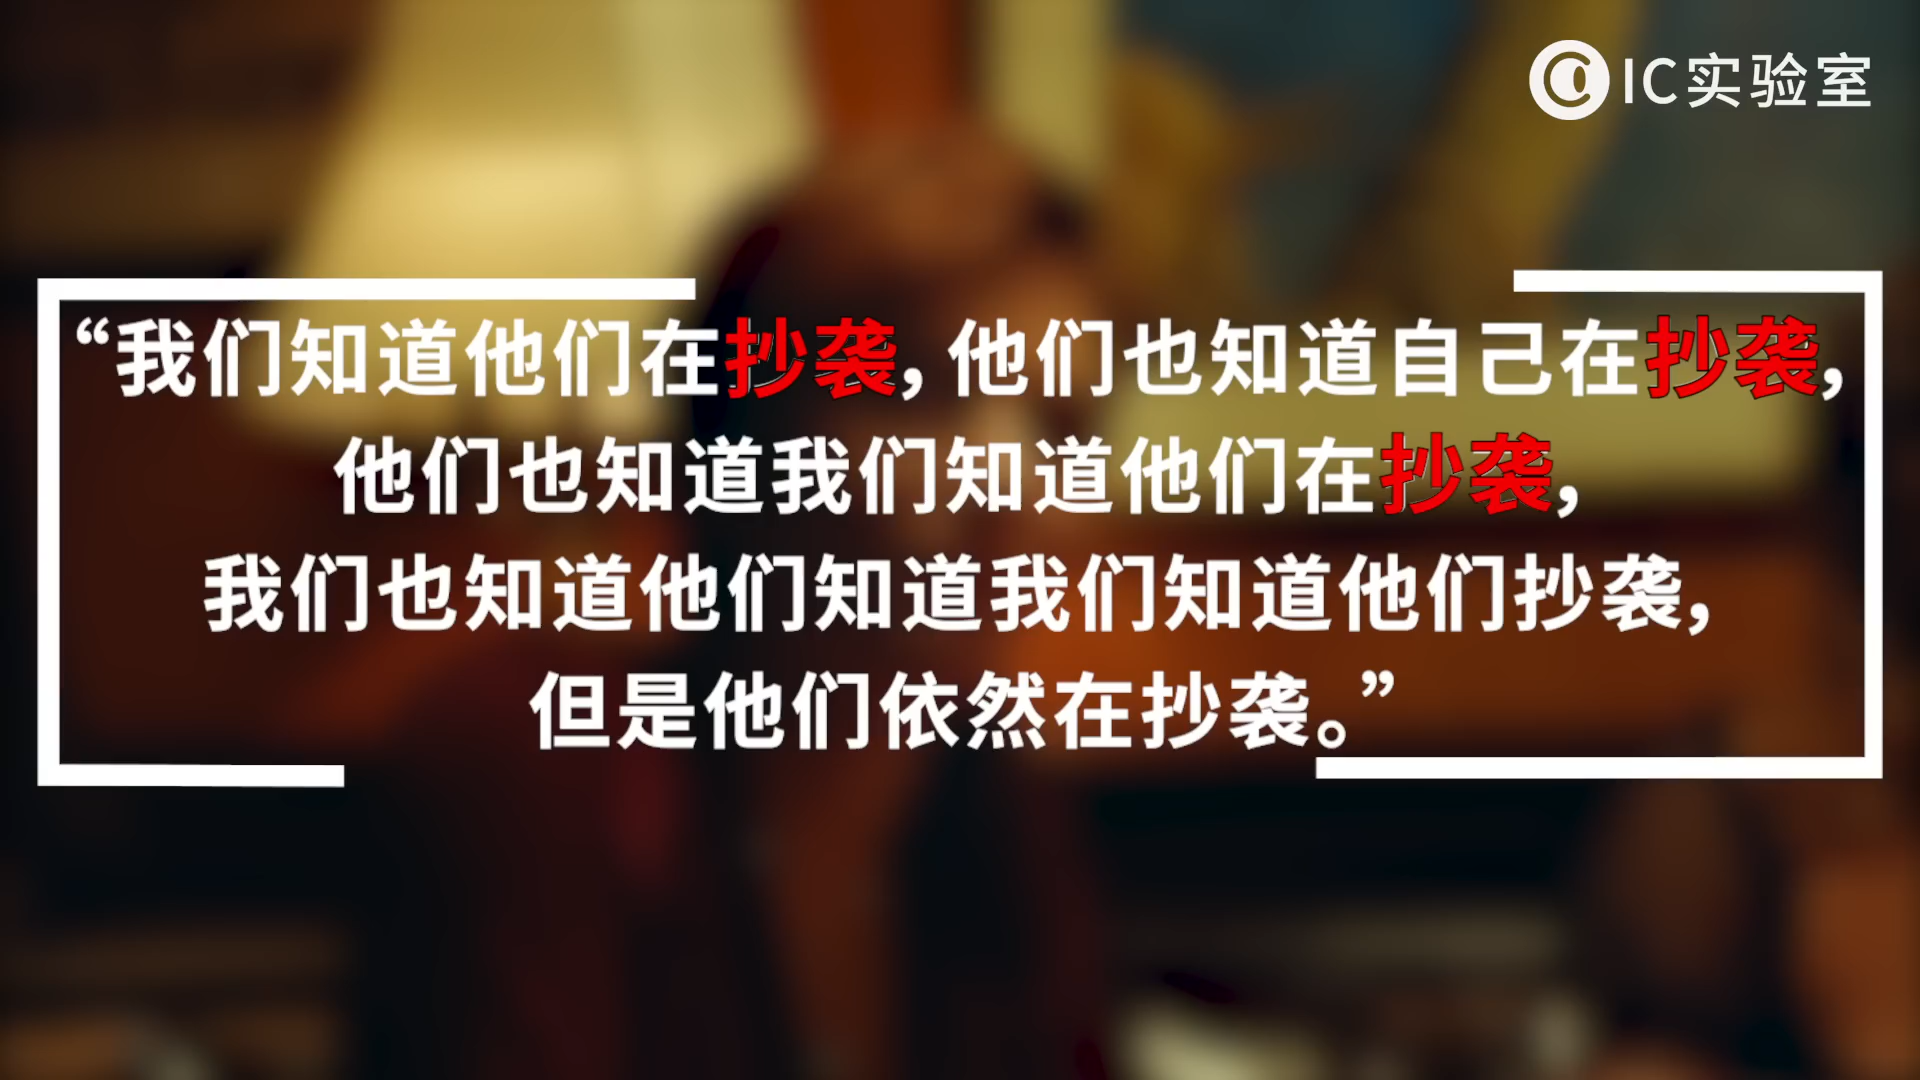 IC实验室
“我们知道他们在抄袭，他们也知道自己在抄袭，
他们也知道我们知道他们在抄袭，
我们也知道他们知道我们知道他们抄袭，
但是他们依然在抄袭。”